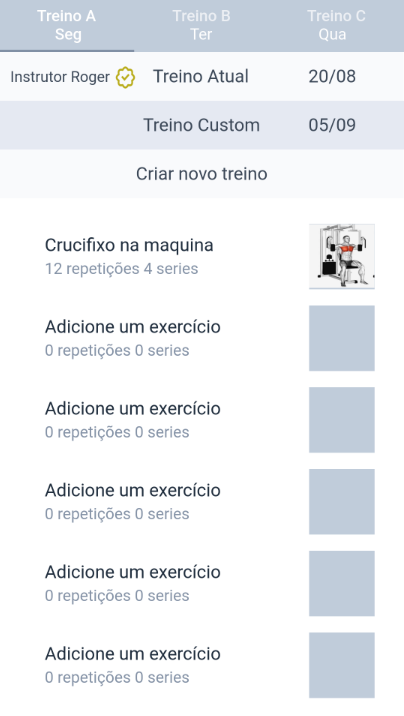 Treino A Treino B Treino C
Seg Ter Qua
Instrutor Roger Treino Atual 20/08
Treino Custom 05/09
Criar novo treino
Crucifixo na maquina
12 repetições 4 series
Adicione um exercício
0 repetições 0 series
Adicione um exercício
0 repetições 0 series
Adicione um exercício
0 repetições 0 series
Adicione um exercício
0 repetições 0 series
Adicione um exercício
0 repetições 0 series